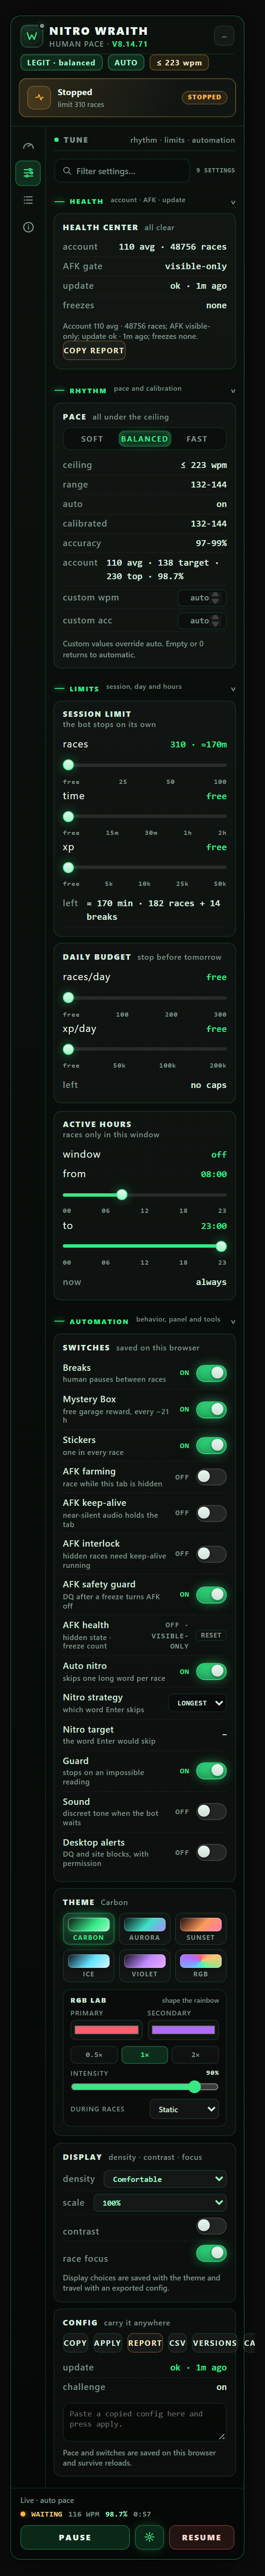 NITRO WRAITH
HUMAN PACE · V8.14.71
LEGIT · balanced AUTO ≤ 223 wpm
Stopped
limit 310 races
STOPPED
TUNE rhythm · limits · automation
Filter settings... 9 SETTINGS
HEALTH account · AFK · update v
HEALTH CENTER all clear
account 110 avg · 48756 races
AFK gate visible-only
update ok · 1m ago
freezes none
Account 110 avg · 48756 races; AFK visible-
only; update ok · 1m ago; freezes none.
COPY REPORT
RHYTHM pace and calibration v
PACE all under the ceiling
SOFT BALANCED FAST
ceiling ≤ 223 wpm
range 132-144
auto on
calibrated 132-144
accuracy 97-99%
account 110 avg · 138 target ·
230 top · 98.7%
custom wpm auto
custom acc auto
Custom values override auto. Empty or 0
returns to automatic.
LIMITS session, day and hours v
SESSION LIMIT
the bot stops on its own
races 310 · ≈170m
free 25 50 100
time free
free 15m 30m 1h 2h
xp free
free 5k 10k 25k 50k
left ≈ 170 min · 182 races + 14
breaks
DAILY BUDGET stop before tomorrow
races/day free
free 100 200 300
xp/day free
free 50k 100k 200k
left no caps
ACTIVE HOURS
races only in this window
window off
from 08:00
00 06 12 18 23
to 23:00
00 06 12 18 23
now always
AUTOMATION behavior, panel and tools v
SWITCHES saved on this browser
Breaks
human pauses between races
ON
Mystery Box
free garage reward, every ~21
h
ON
Stickers
one in every race
ON
AFK farming
race while this tab is hidden
OFF
AFK keep-alive
near-silent audio holds the
tab
OFF
AFK interlock
hidden races need keep-alive
running
OFF
AFK safety guard
DQ after a freeze turns AFK
off
ON
AFK health
hidden state ·
freeze count
OFF ·
VISIBLE-
ONLY
RESET
Auto nitro
skips one long word per race
ON
Nitro strategy
which word Enter skips
LONGEST
Nitro target
the word Enter would skip
—
Guard
stops on an impossible
reading
ON
Sound
discreet tone when the bot
waits
OFF
Desktop alerts
DQ and site blocks, with
permission
OFF
THEME Carbon
CARBON AURORA SUNSET
ICE VIOLET RGB
RGB LAB shape the rainbow
PRIMARY SECONDARY
0.5× 1× 2×
INTENSITY 90%
DURING RACES Static
DISPLAY density · contrast · focus
density Comfortable
scale 100%
contrast
race focus
Display choices are saved with the theme and
travel with an exported config.
CONFIG carry it anywhere
COPY APPLY REPORT CSV VERSIONS CA
update ok · 1m ago
challenge on
Paste a copied config here and
press apply.
Pace and switches are saved on this browser
and survive reloads.
Live · auto pace
WAITING 116 WPM 98.7% 0:57
PAUSE RESUME